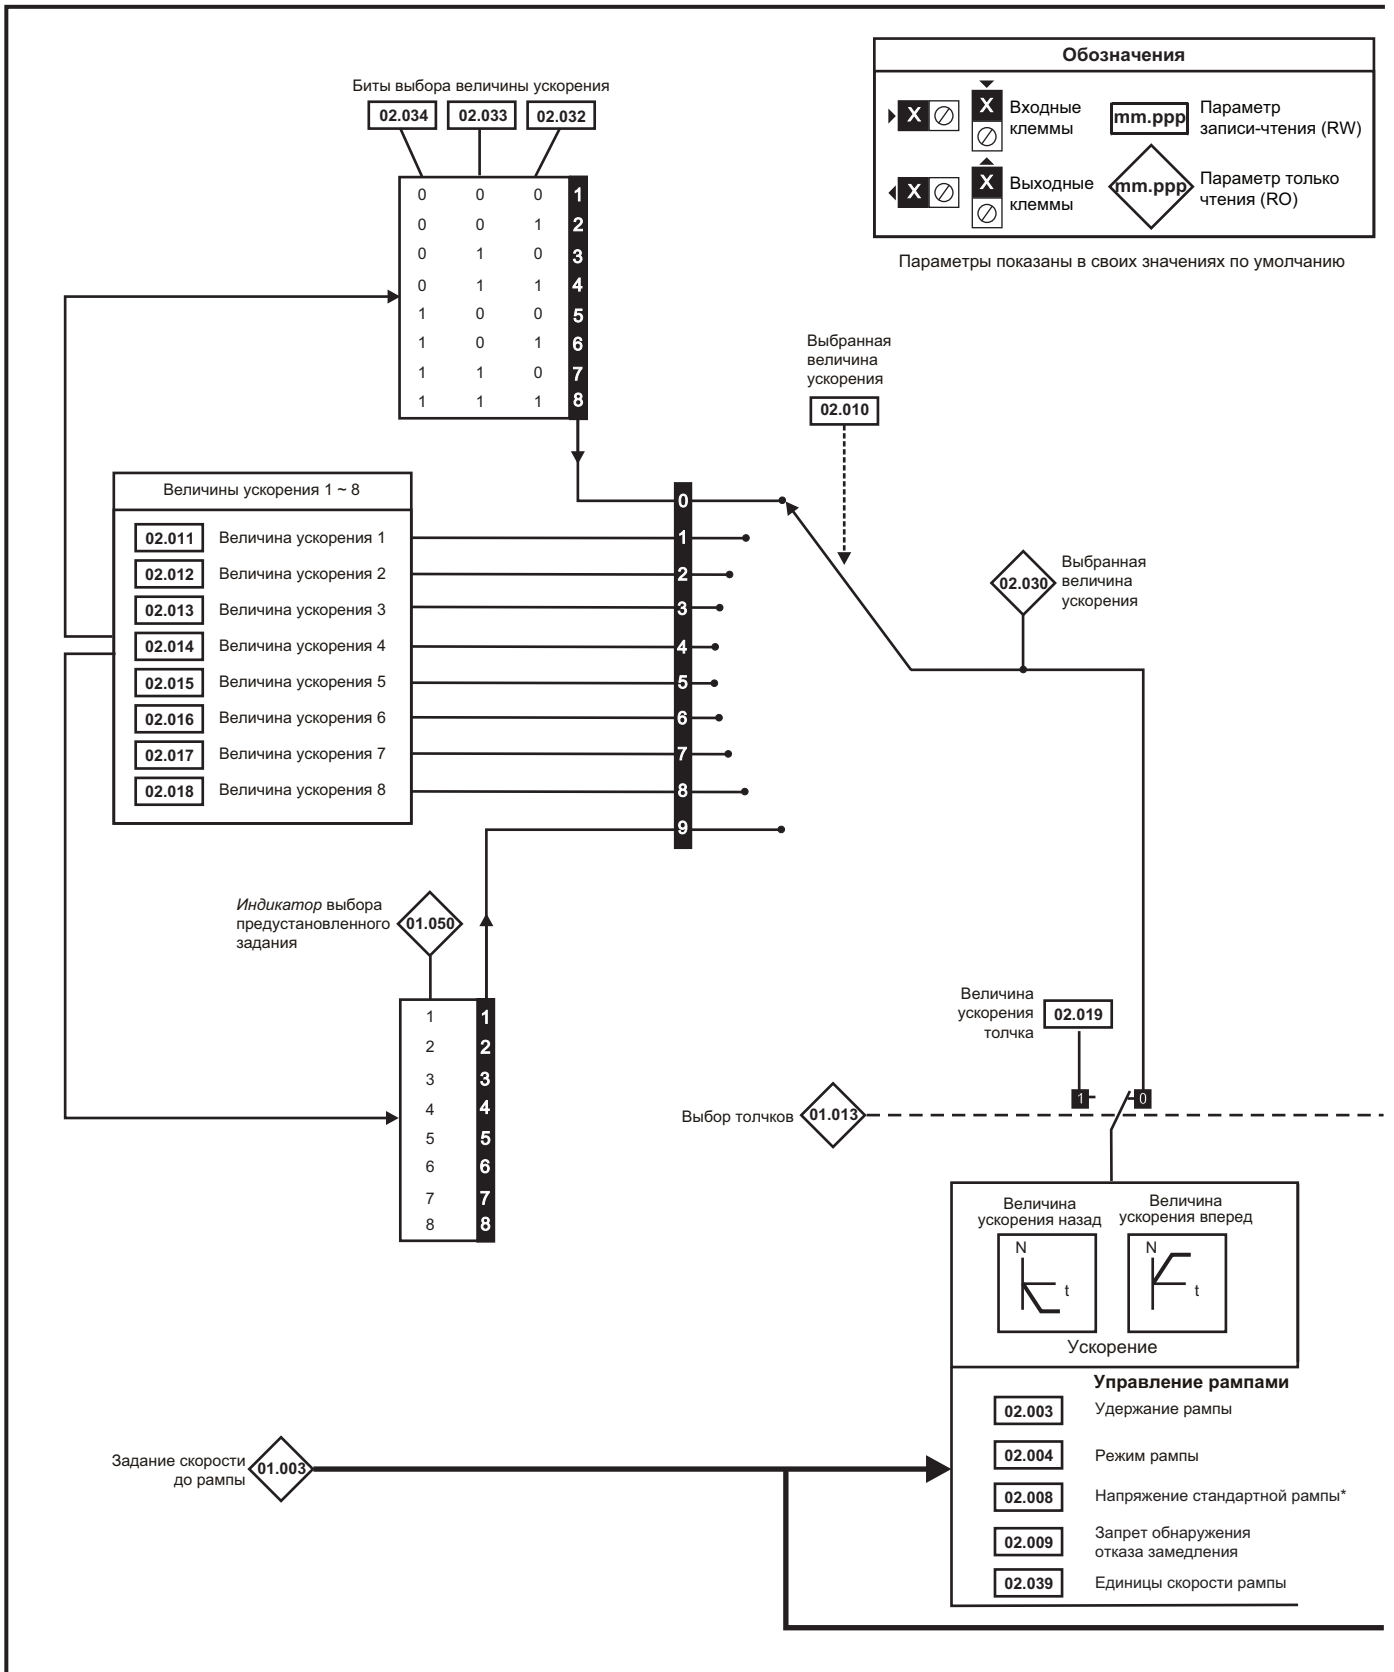 Обозначения
X
X
Входные
клеммы
mm.ppp
Параметр
записи-чтения (RW)
X
X
Выходные
клеммы
mm.ppp
Параметр только
чтения (RO)
Параметры показаны в своих значениях по умолчанию
Биты выбора величины ускорения
02.034 02.033 02.032
0 0 0 1
0 0 1 2
0 1 0 3
0 1 1 4
1 0 0 5
1 0 1 6
1 1 0 7
1 1 1 8
Выбранная
величина
ускорения
02.010
Величины ускорения 1 ~ 8
02.011 Величина ускорения 1
02.012 Величина ускорения 2
02.013 Величина ускорения 3
02.014 Величина ускорения 4
02.015 Величина ускорения 5
02.016 Величина ускорения 6
02.017 Величина ускорения 7
02.018 Величина ускорения 8
0
1
2
3
4
5
6
7
8
9
02.030
Выбранная
величина
ускорения
Индикатор выбора
предустановленного
задания
01.050
1 1
2 2
3 3
4 4
5 5
6 6
7 7
8 8
Величина
ускорения
толчка
02.019
1 0
Выбор толчков 01.013
Величина
ускорения назад
Величина
ускорения вперед
N
t
N
t
Ускорение
Управление рампами
02.003 Удержание рампы
02.004 Режим рампы
02.008 Напряжение стандартной рампы*
02.009 Запрет обнаружения
отказа замедления
02.039 Единицы скорости рампы
Задание скорости
до рампы
01.003